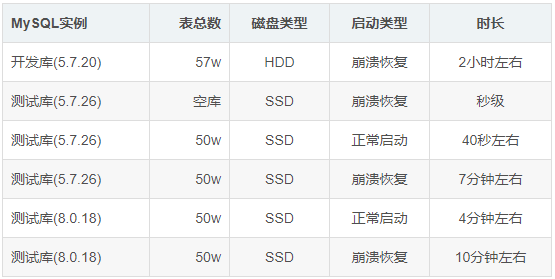 MySQL实例 表总数 磁盘类型 启动类型 时长
开发库(5.7.20) 57w HDD 崩溃恢复 2小时左右
测试库(5.7.26) 空库 SSD 崩溃恢复 秒级
测试库(5.7.26) 50w SSD 正常启动 40秒左右
测试库(5.7.26) 50w SSD 崩溃恢复 7分钟左右
测试库(8.0.18) 50w SSD 正常启动 4分钟左右
测试库(8.0.18) 50w SSD 崩溃恢复 10分钟左右